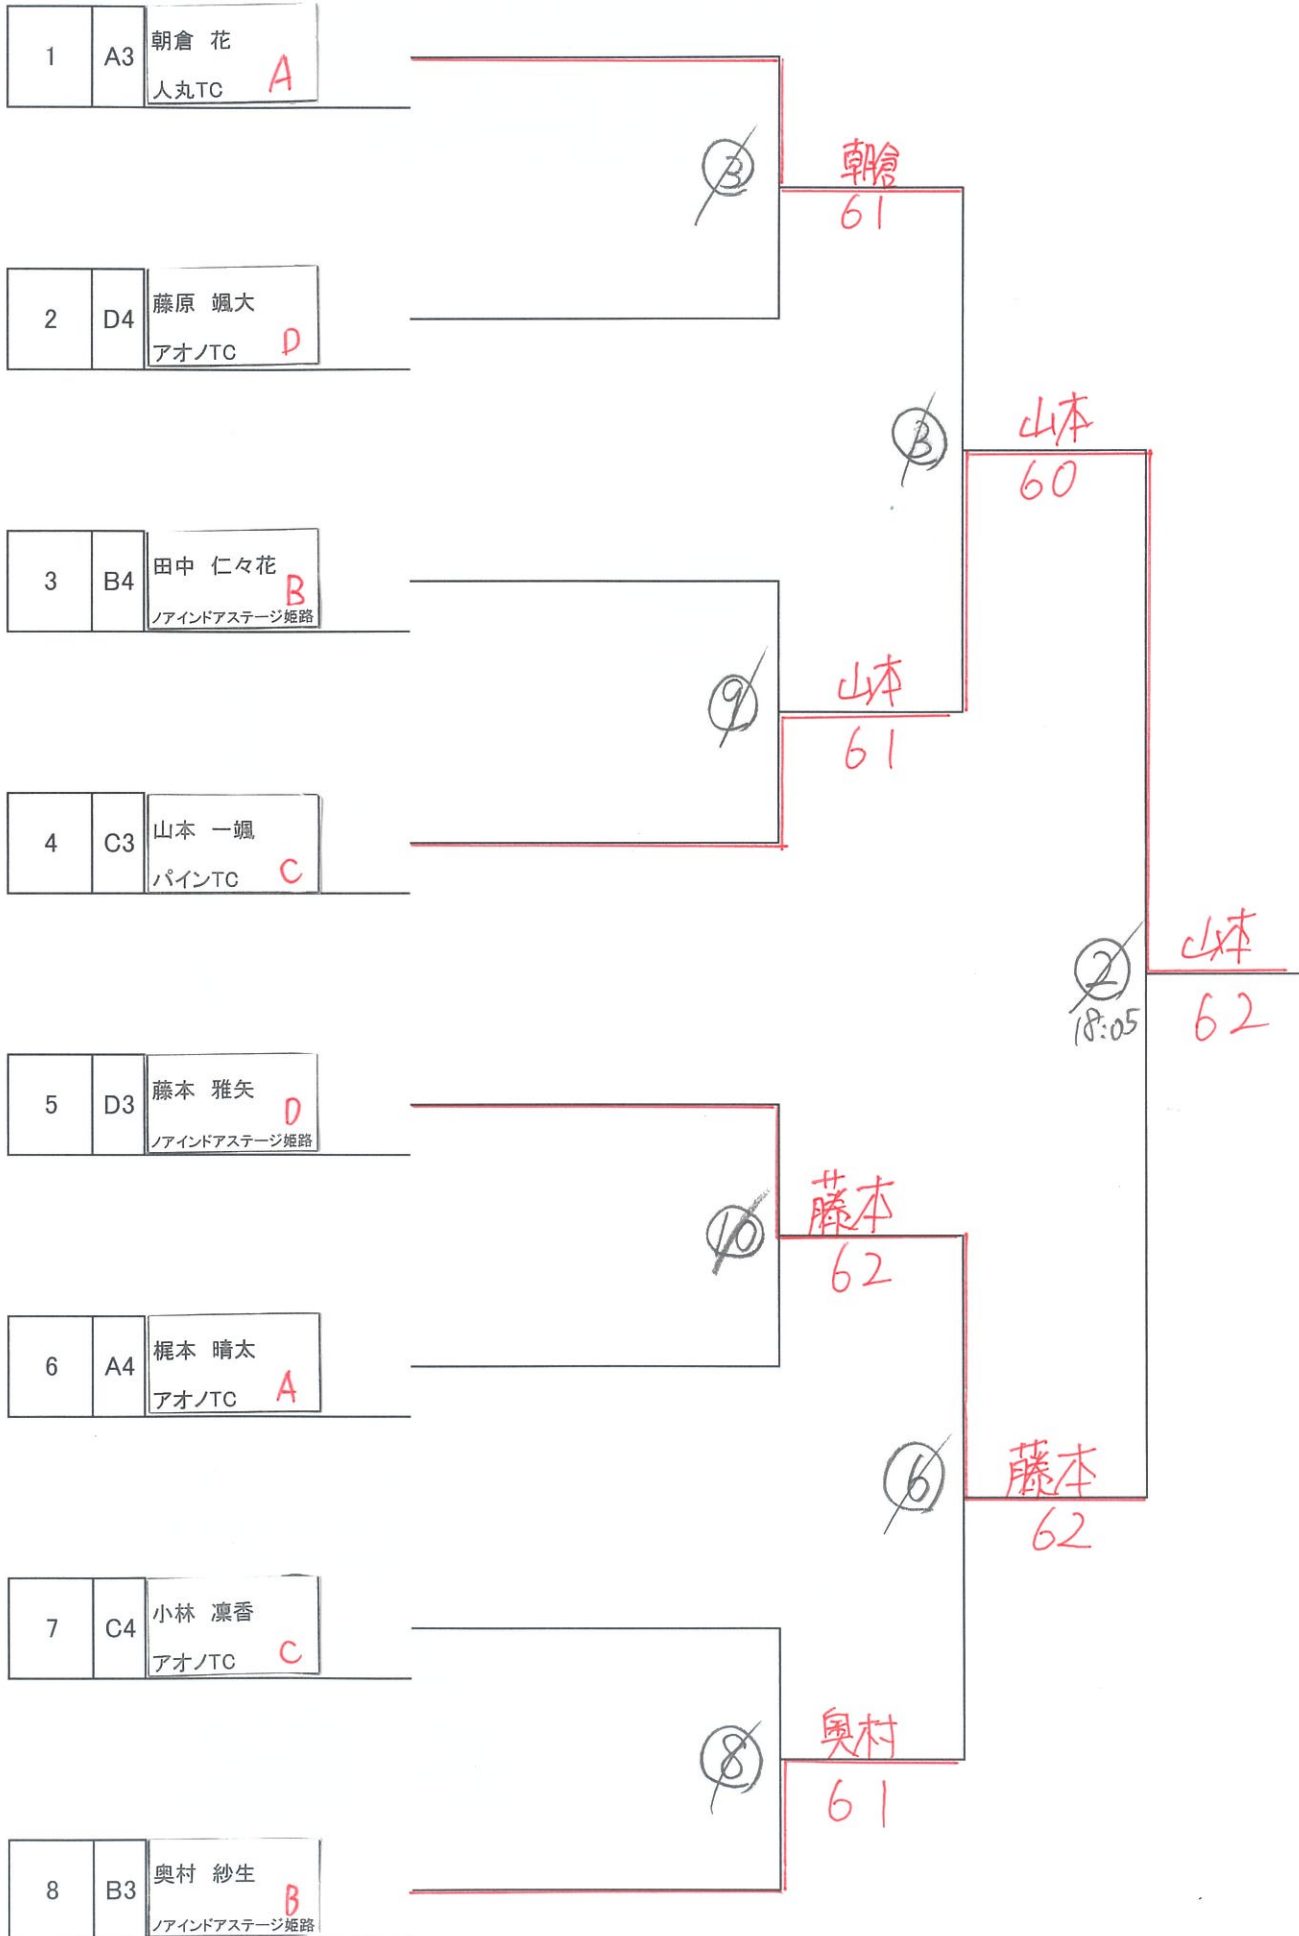 1 A3 朝倉 花
人丸TC A
③ 朝倉
61
2 D4 藤原 颯大
アオノTC D
③ 山本
60
3 B4 田中 仁々花
ノアインドアステージ姫路 B
⑨ 山本
61
4 C3 山本 一颯
パインTC C
② 山本
18:05 62
5 D3 藤本 雅矢
ノアインドアステージ姫路 D
⑩ 藤本
62
6 A4 梶本 晴太
アオノTC A
⑥ 藤本
62
7 C4 小林 凛香
アオノTC C
⑧ 奥村
61
8 B3 奥村 紗生
ノアインドアステージ姫路 B